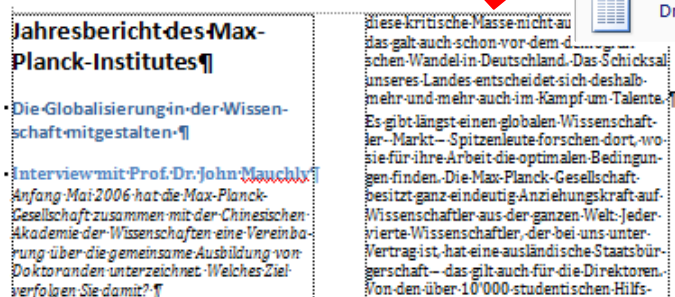 Jahresbericht des Max-
Planck-Institutes¶
Die Globalisierung in der Wissen-
schaft mitgestalten ¶
Interview mit Prof. Dr. John Mauchly¶
Anfang Mai 2006 hat die Max-Planck-
Gesellschaft zusammen mit der Chinesischen
Akademie der Wissenschaften eine Vereinba-
rung über die gemeinsame Ausbildung von
Doktoranden unterzeichnet. Welches Ziel
verfolgen Sie damit? ¶
diese kritische Masse nicht
das galt auch schon vor dem
schen Wandel in Deutschland. Das Schicksal
unseres Landes entscheidet sich deshalb
mehr und mehr auch im Kampf um Talente. ¶
Es gibt längst einen globalen Wissenschaft-
ler-Markt – Spitzenleute forschen dort, wo
sie für ihre Arbeit die optimalen Bedingun-
gen finden. Die Max-Planck-Gesellschaft
besitzt ganz eindeutig Anziehungskraft auf
Wissenschaftler aus der ganzen Welt: Jeder
vierte Wissenschaftler, der bei uns unter
Vertrag ist, hat eine ausländische Staatsbür-
gerschaft – das gilt auch für die Direktoren.
Von den über 10'000 studentischen Hilfs-